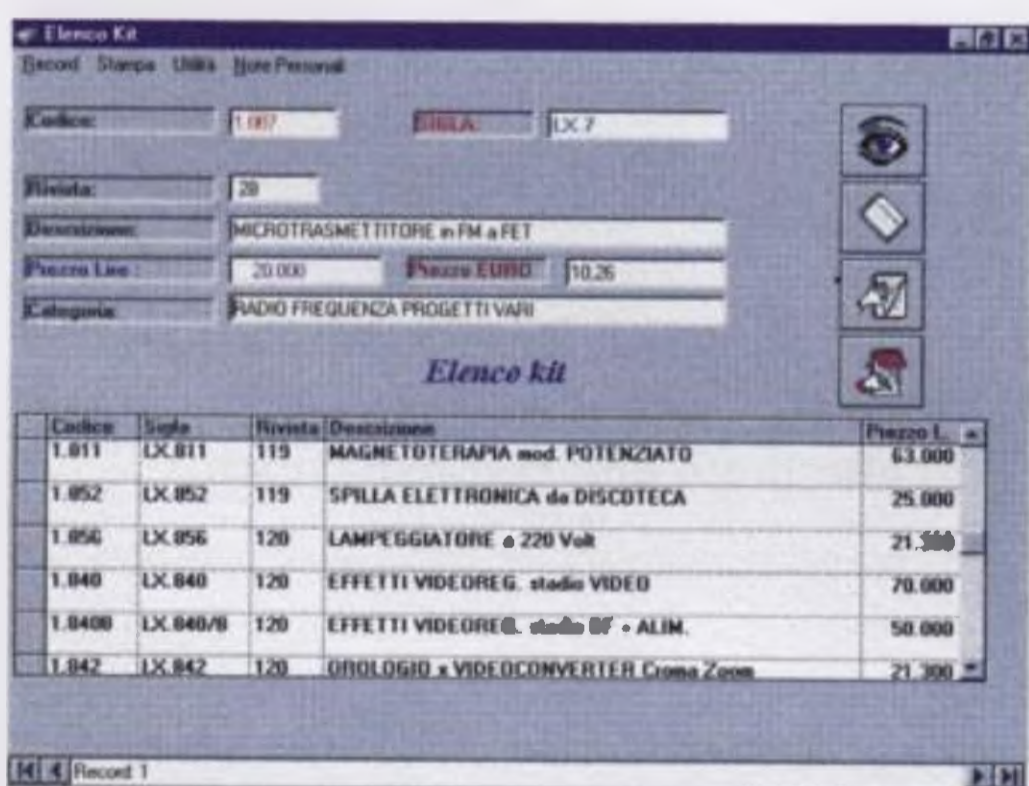 Elenco Kit
Record Stampa Utilità Note Personali
Codice: 1.007 SIGLA: LX.7
Rivista: 20
Descrizione: MICROTRASMETTITORE in FM a FET
Prezzo Lire : 20.000 Prezzo EURO 10,26
Categoria: RADIO FREQUENZA PROGETTI VARI
Elenco kit
Codice Sigla Rivista Descrizione Prezzo L.
1.811 LX.811 119 MAGNETOTERAPIA mod. POTENZIATO 63.000
1.852 LX.852 119 SPILLA ELETTRONICA da DISCOTECA 25.000
1.856 LX.856 120 LAMPEGGIATORE a 220 Volt
1.840 LX.840 120 EFFETTI VIDEOREG. stadio VIDEO 70.000
1.840B LX.840/B 120 EFFETTI ALIM. 50.000
1.842 LX.842 120 OROLOGIO x VIDEOCONVERTER Croma Zoom 21.300
Record 1